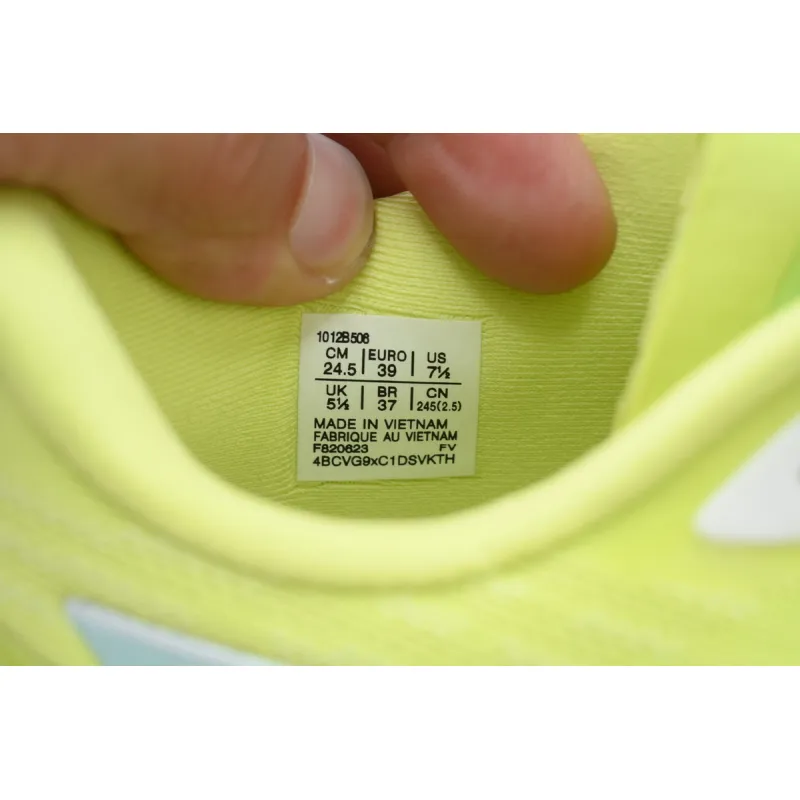 1012B506
CM EURO US
24.5 39 7½
UK BR CN
5½ 37 245(2.5)
MADE IN VIETNAM
FABRIQUE AU VIETNAM
F820623 FV
4BCVG9xC1DSVKTH